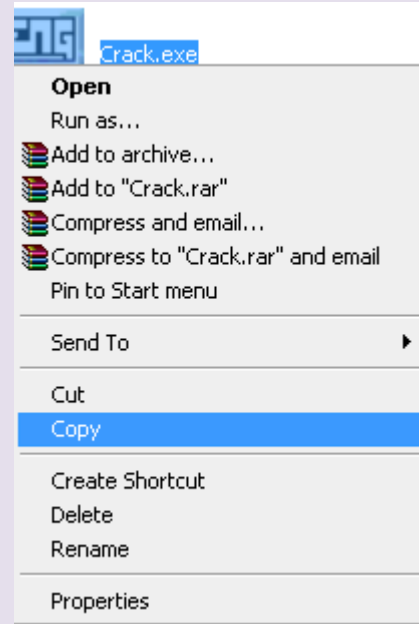 Crack.exe
Open
Run as...
Add to archive...
Add to "Crack.rar"
Compress and email...
Compress to "Crack.rar" and email
Pin to Start menu
Send To
Cut
Copy
Create Shortcut
Delete
Rename
Properties